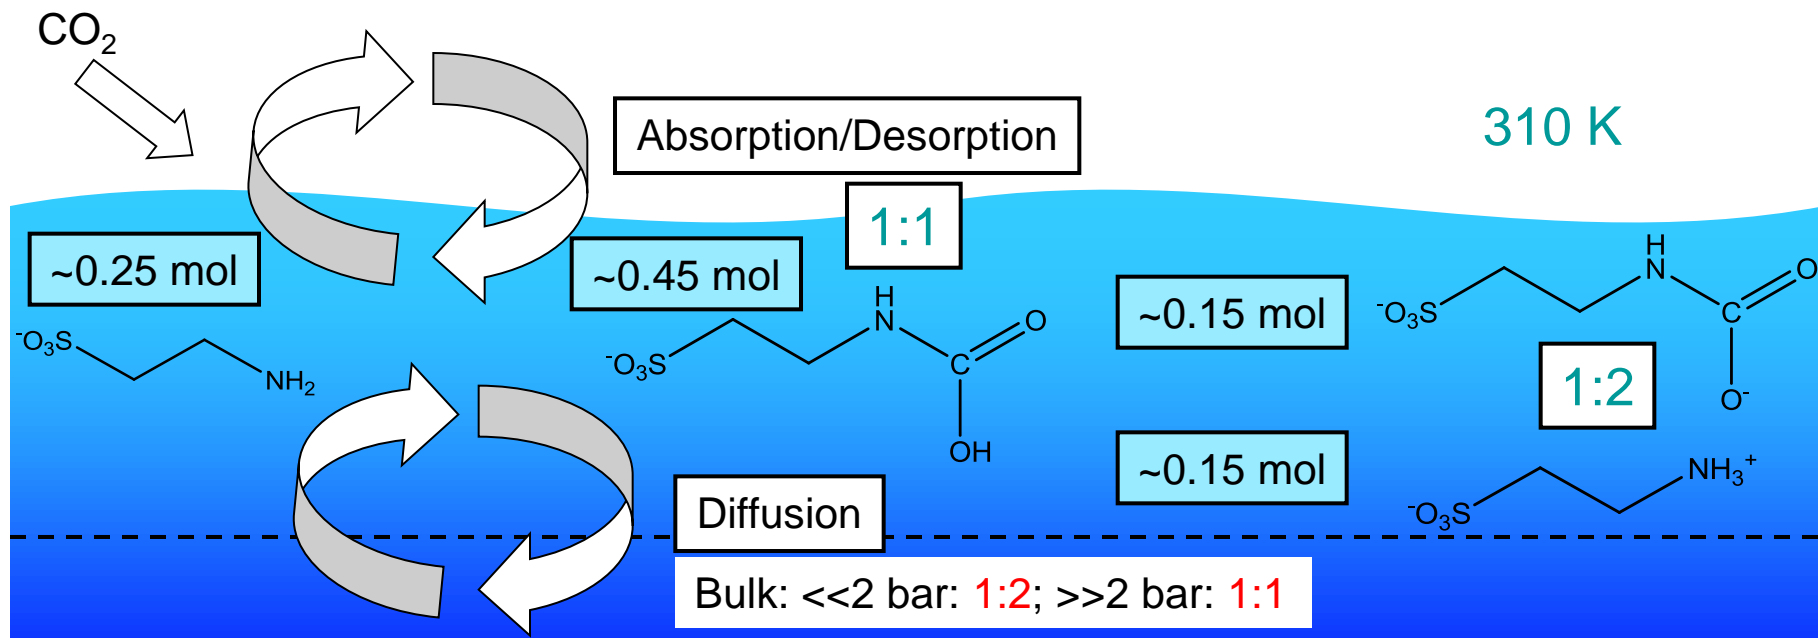 CO2
310 K
Absorption/Desorption
1:1
~0.25 mol
~0.45 mol
~0.15 mol
-O3S
NH2
-O3S
H
N
C
O
OH
-O3S
H
N
C
O
O-
1:2
~0.15 mol
-O3S
NH3+
Diffusion
Bulk: <<2 bar: 1:2; >>2 bar: 1:1